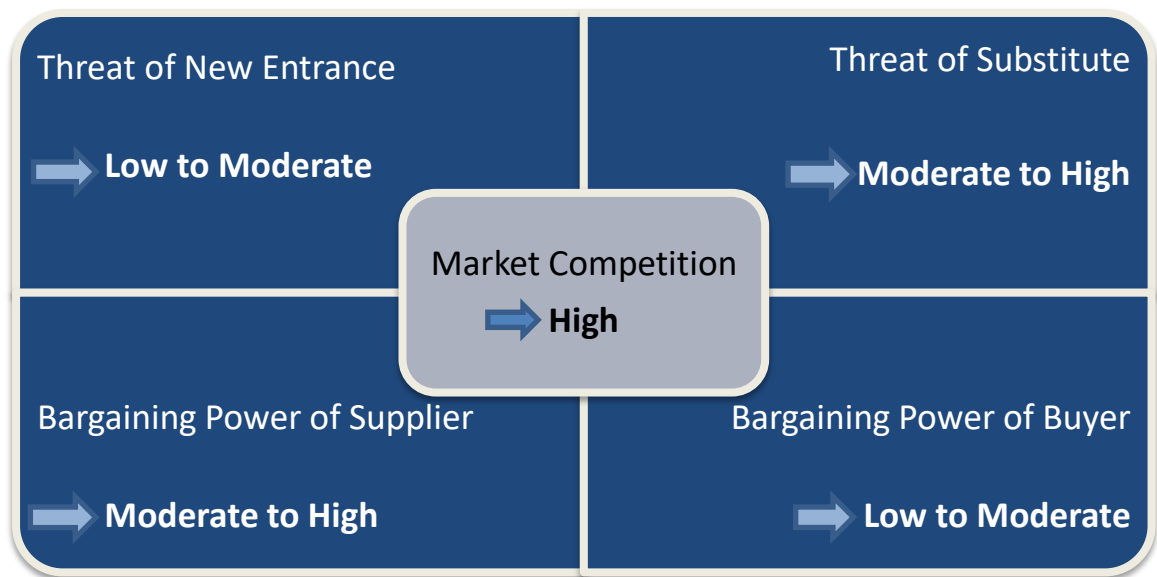 Threat of New Entrance
Low to Moderate
Threat of Substitute
Moderate to High
Market Competition
High
Bargaining Power of Supplier
Moderate to High
Bargaining Power of Buyer
Low to Moderate